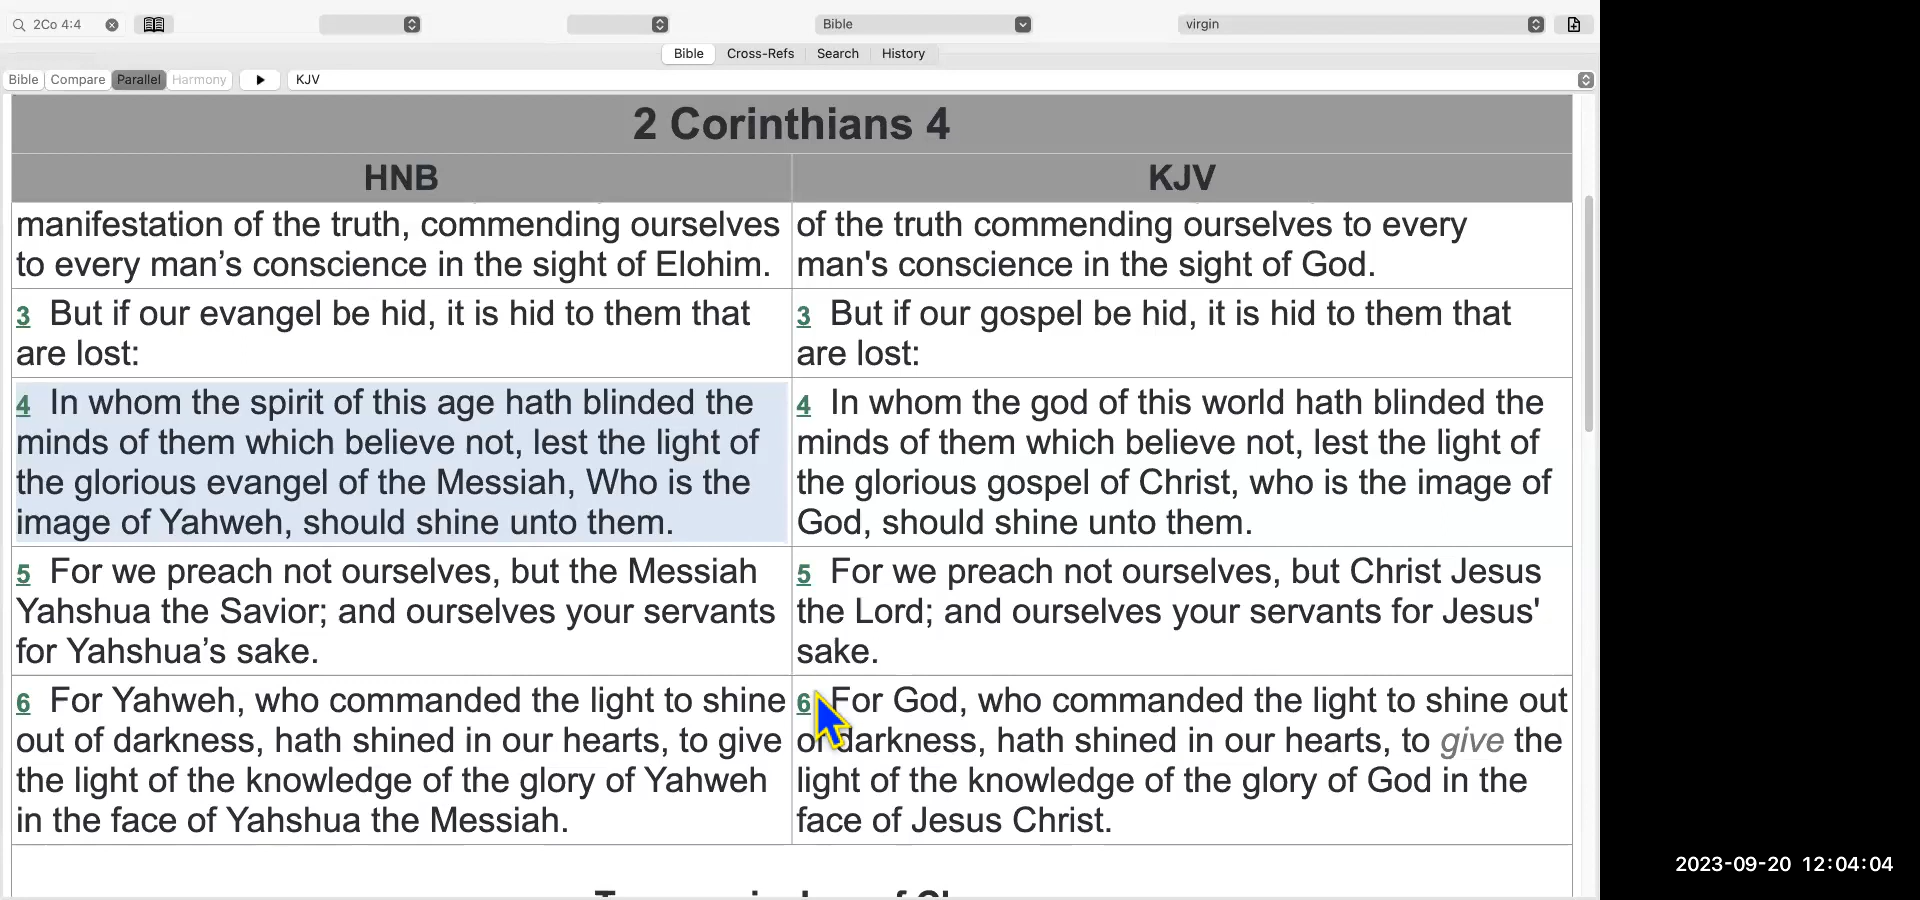 2Co 4:4
Bible
virgin
Bible Cross-Refs Search History
Bible Compare Parallel Harmony KJV
2 Corinthians 4
HNB
manifestation of the truth, commending ourselves
to every man’s conscience in the sight of Elohim.
3 But if our evangel be hid, it is hid to them that
are lost:
4 In whom the spirit of this age hath blinded the
minds of them which believe not, lest the light of
the glorious evangel of the Messiah, Who is the
image of Yahweh, should shine unto them.
5 For we preach not ourselves, but the Messiah
Yahshua the Savior; and ourselves your servants
for Yahshua’s sake.
6 For Yahweh, who commanded the light to shine
out of darkness, hath shined in our hearts, to give
the light of the knowledge of the glory of Yahweh
in the face of Yahshua the Messiah.
KJV
of the truth commending ourselves to every
man's conscience in the sight of God.
3 But if our gospel be hid, it is hid to them that
are lost:
4 In whom the god of this world hath blinded the
minds of them which believe not, lest the light of
the glorious gospel of Christ, who is the image of
God, should shine unto them.
5 For we preach not ourselves, but Christ Jesus
the Lord; and ourselves your servants for Jesus'
sake.
6 For God, who commanded the light to shine out
of darkness, hath shined in our hearts, to give the
light of the knowledge of the glory of God in the
face of Jesus Christ.
2023-09-20 12:04:04